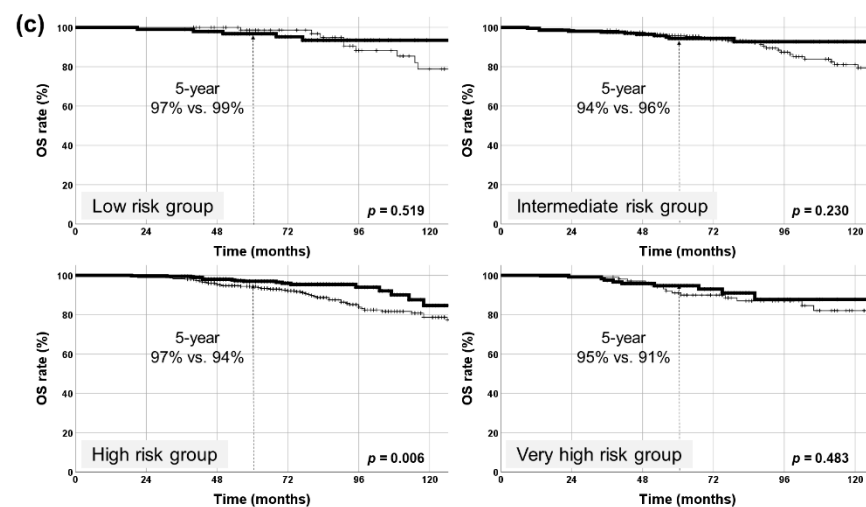 (c)
100
80
60
40
20
0
OS rate (%)
5-year
97% vs. 99%
Low risk group
p = 0.519
0 24 48 72 96 120
Time (months)
100
80
60
40
20
0
OS rate (%)
5-year
94% vs. 96%
Intermediate risk group
p = 0.230
0 24 48 72 96 120
Time (months)
100
80
60
40
20
0
OS rate (%)
5-year
97% vs. 94%
High risk group
p = 0.006
0 24 48 72 96 120
Time (months)
100
80
60
40
20
0
OS rate (%)
5-year
95% vs. 91%
Very high risk group
p = 0.483
0 24 48 72 96 120
Time (months)